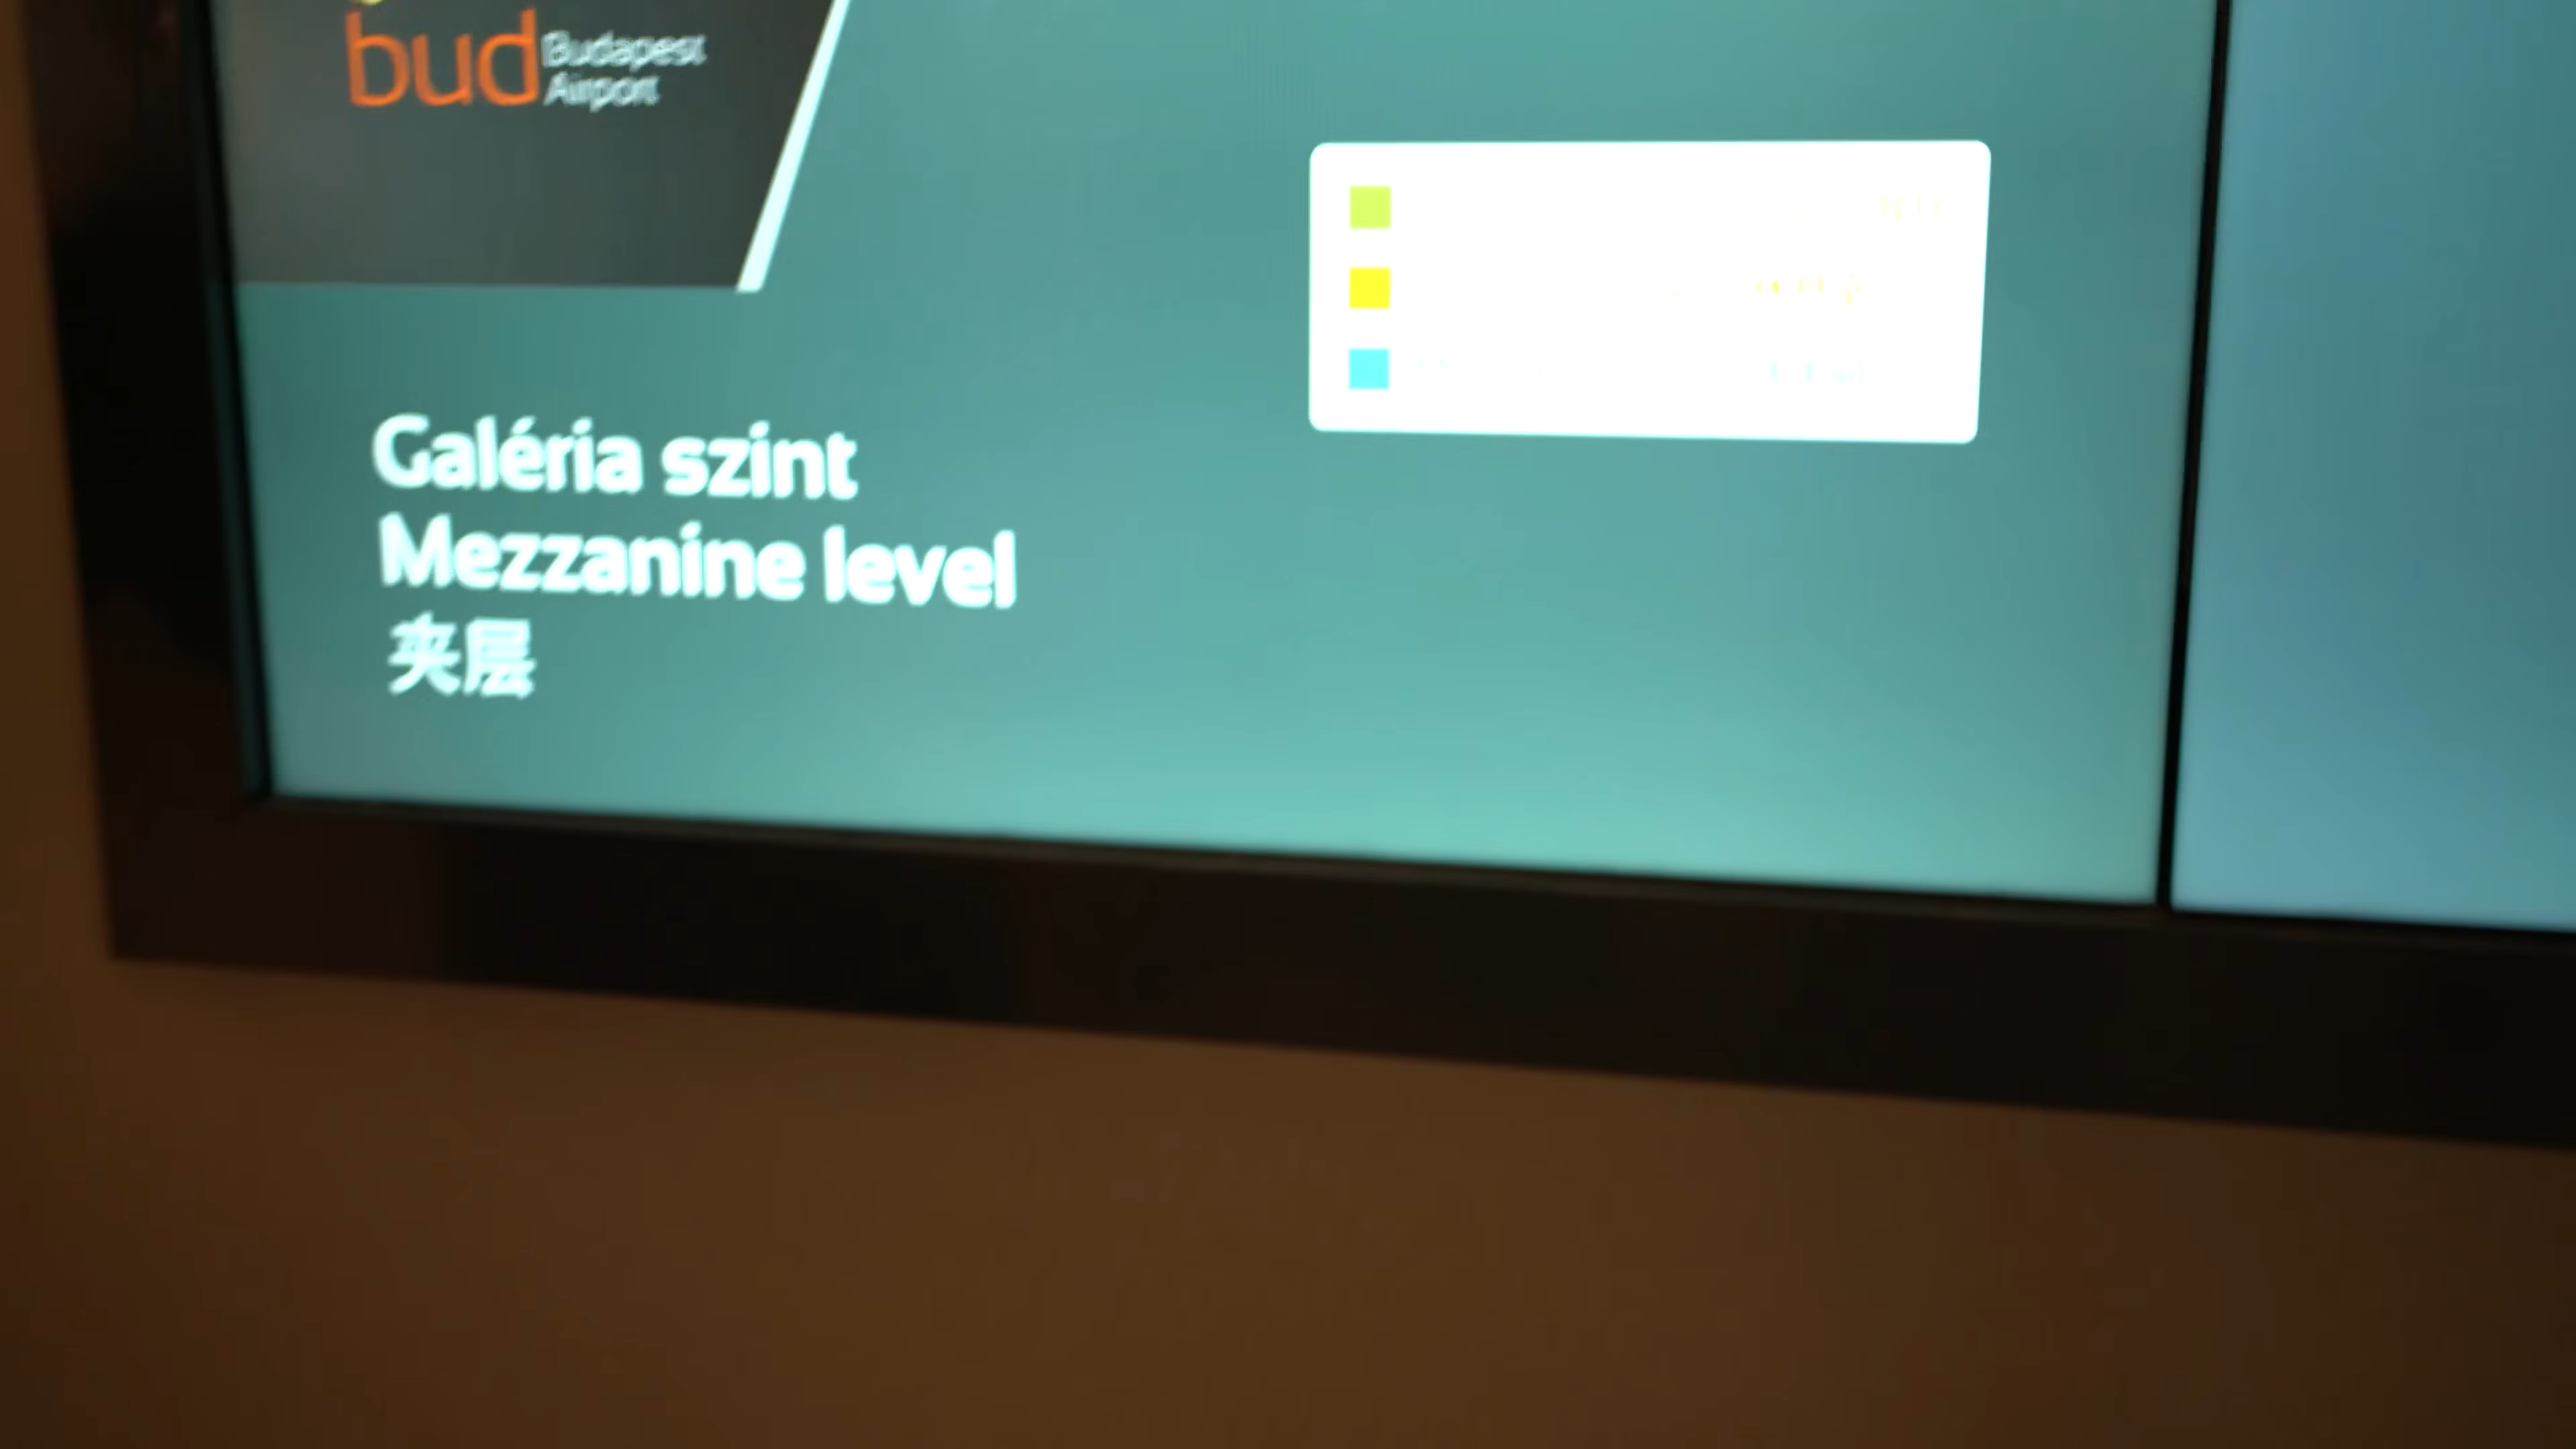 bud Budapest
Airport
Galéria szint
Mezzanine level
夹层